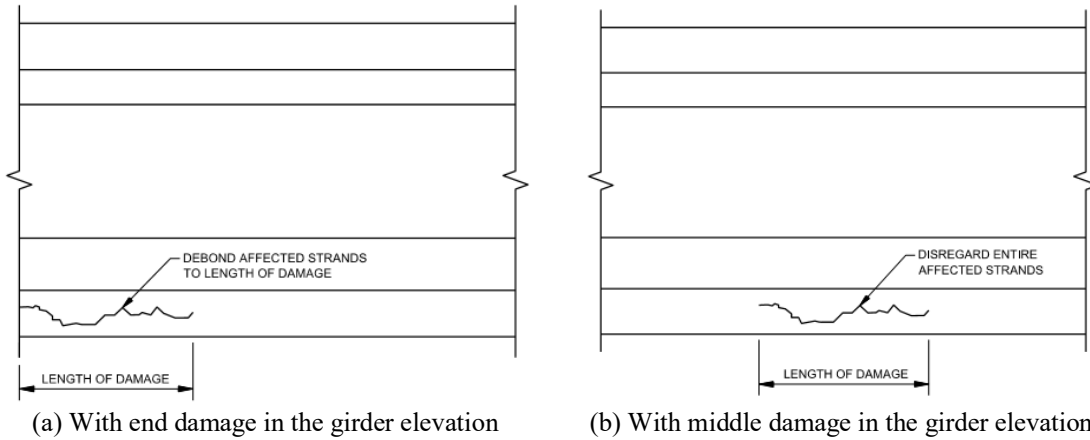 DEBOND AFFECTED STRANDS
TO LENGTH OF DAMAGE
LENGTH OF DAMAGE
(a) With end damage in the girder elevation
DISREGARD ENTIRE
AFFECTED STRANDS
LENGTH OF DAMAGE
(b) With middle damage in the girder elevation